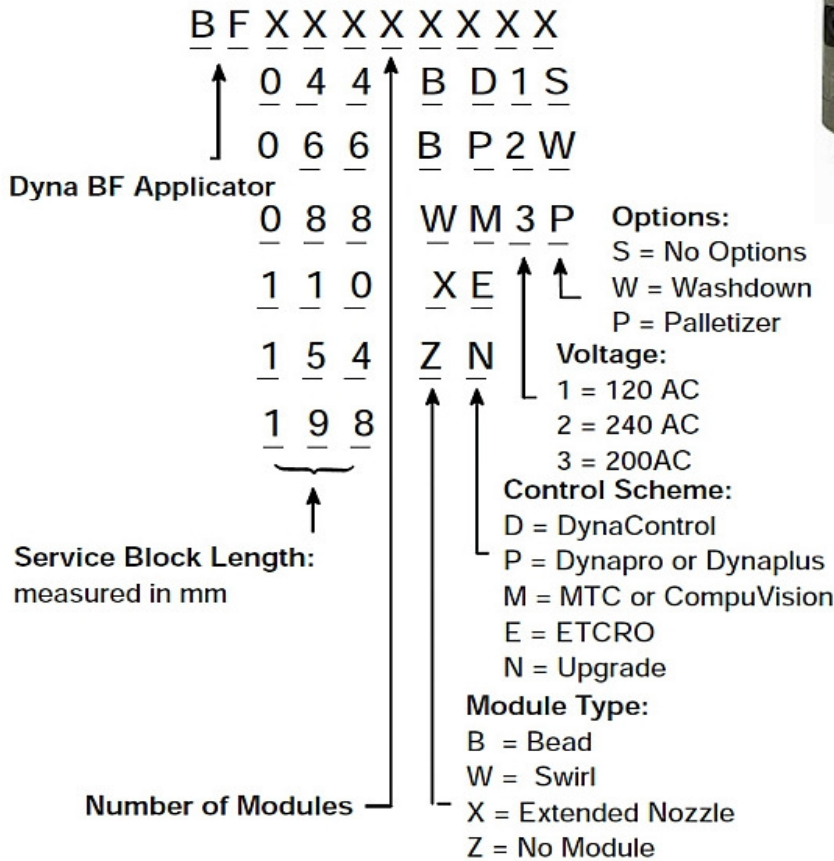 B F X X X X X X X X
0 4 4 B D 1 S
0 6 6 B P 2 W
Dyna BF Applicator
0 8 8 W M 3 P
Options:
S = No Options
1 1 0 X E
W = Washdown
P = Palletizer
1 5 4 Z N
Voltage:
1 = 120 AC
2 = 240 AC
1 9 8
3 = 200AC
Control Scheme:
D = DynaControl
Service Block Length:
P = Dynapro or Dynaplus
measured in mm
M = MTC or CompuVision
E = ETCRO
N = Upgrade
Module Type:
B = Bead
W = Swirl
Number of Modules
X = Extended Nozzle
Z = No Module